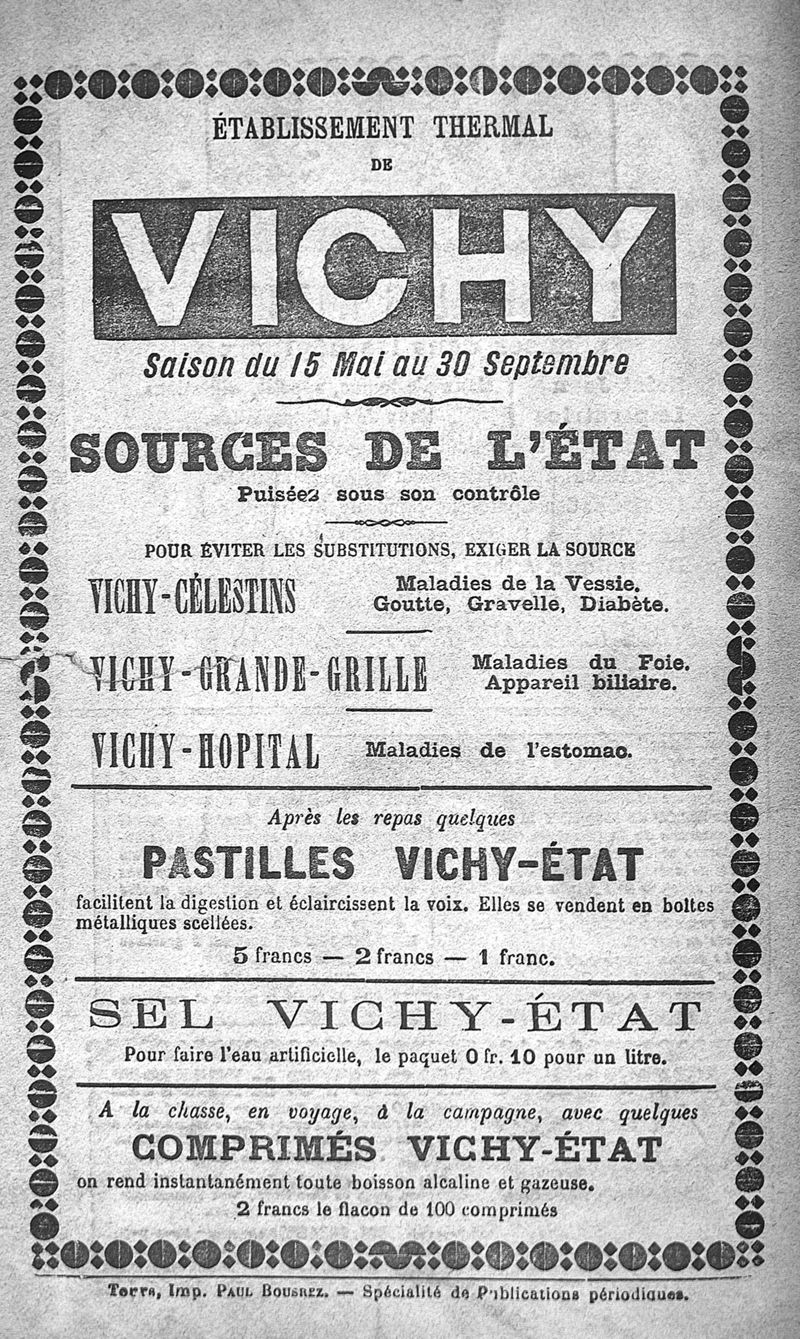 ÉTABLISSEMENT THERMAL
DE
VICHY
Saison du 15 Mai au 30 Septembre
SOURCES DE L'ÉTAT
Puisées sous son contrôle
POUR ÉVITER LES SUBSTITUTIONS, EXIGER LA SOURCE
VICHY-CÉLESTINS Maladies de la Vessie.
Goutte, Gravelle, Diabète.
VICHY-GRANDE-GRILLE Maladies du Foie.
Appareil biliaire.
VICHY-HOPITAL Maladies de l'estomac.
Après les repas quelques
PASTILLES VICHY-ÉTAT
facilitent la digestion et éclaircissent la voix. Elles se vendent en boîtes
métalliques scellées.
5 francs — 2 francs — 1 franc.
SEL VICHY-ÉTAT
Pour faire l'eau artificielle, le paquet 0 fr. 10 pour un litre.
A la chasse, en voyage, à la campagne, avec quelques
COMPRIMÉS VICHY-ÉTAT
on rend instantanément toute boisson alcaline et gazeuse.
2 francs le flacon de 100 comprimés
Imp. PAUL BOUSREZ. — Spécialité de Publications périodiques.